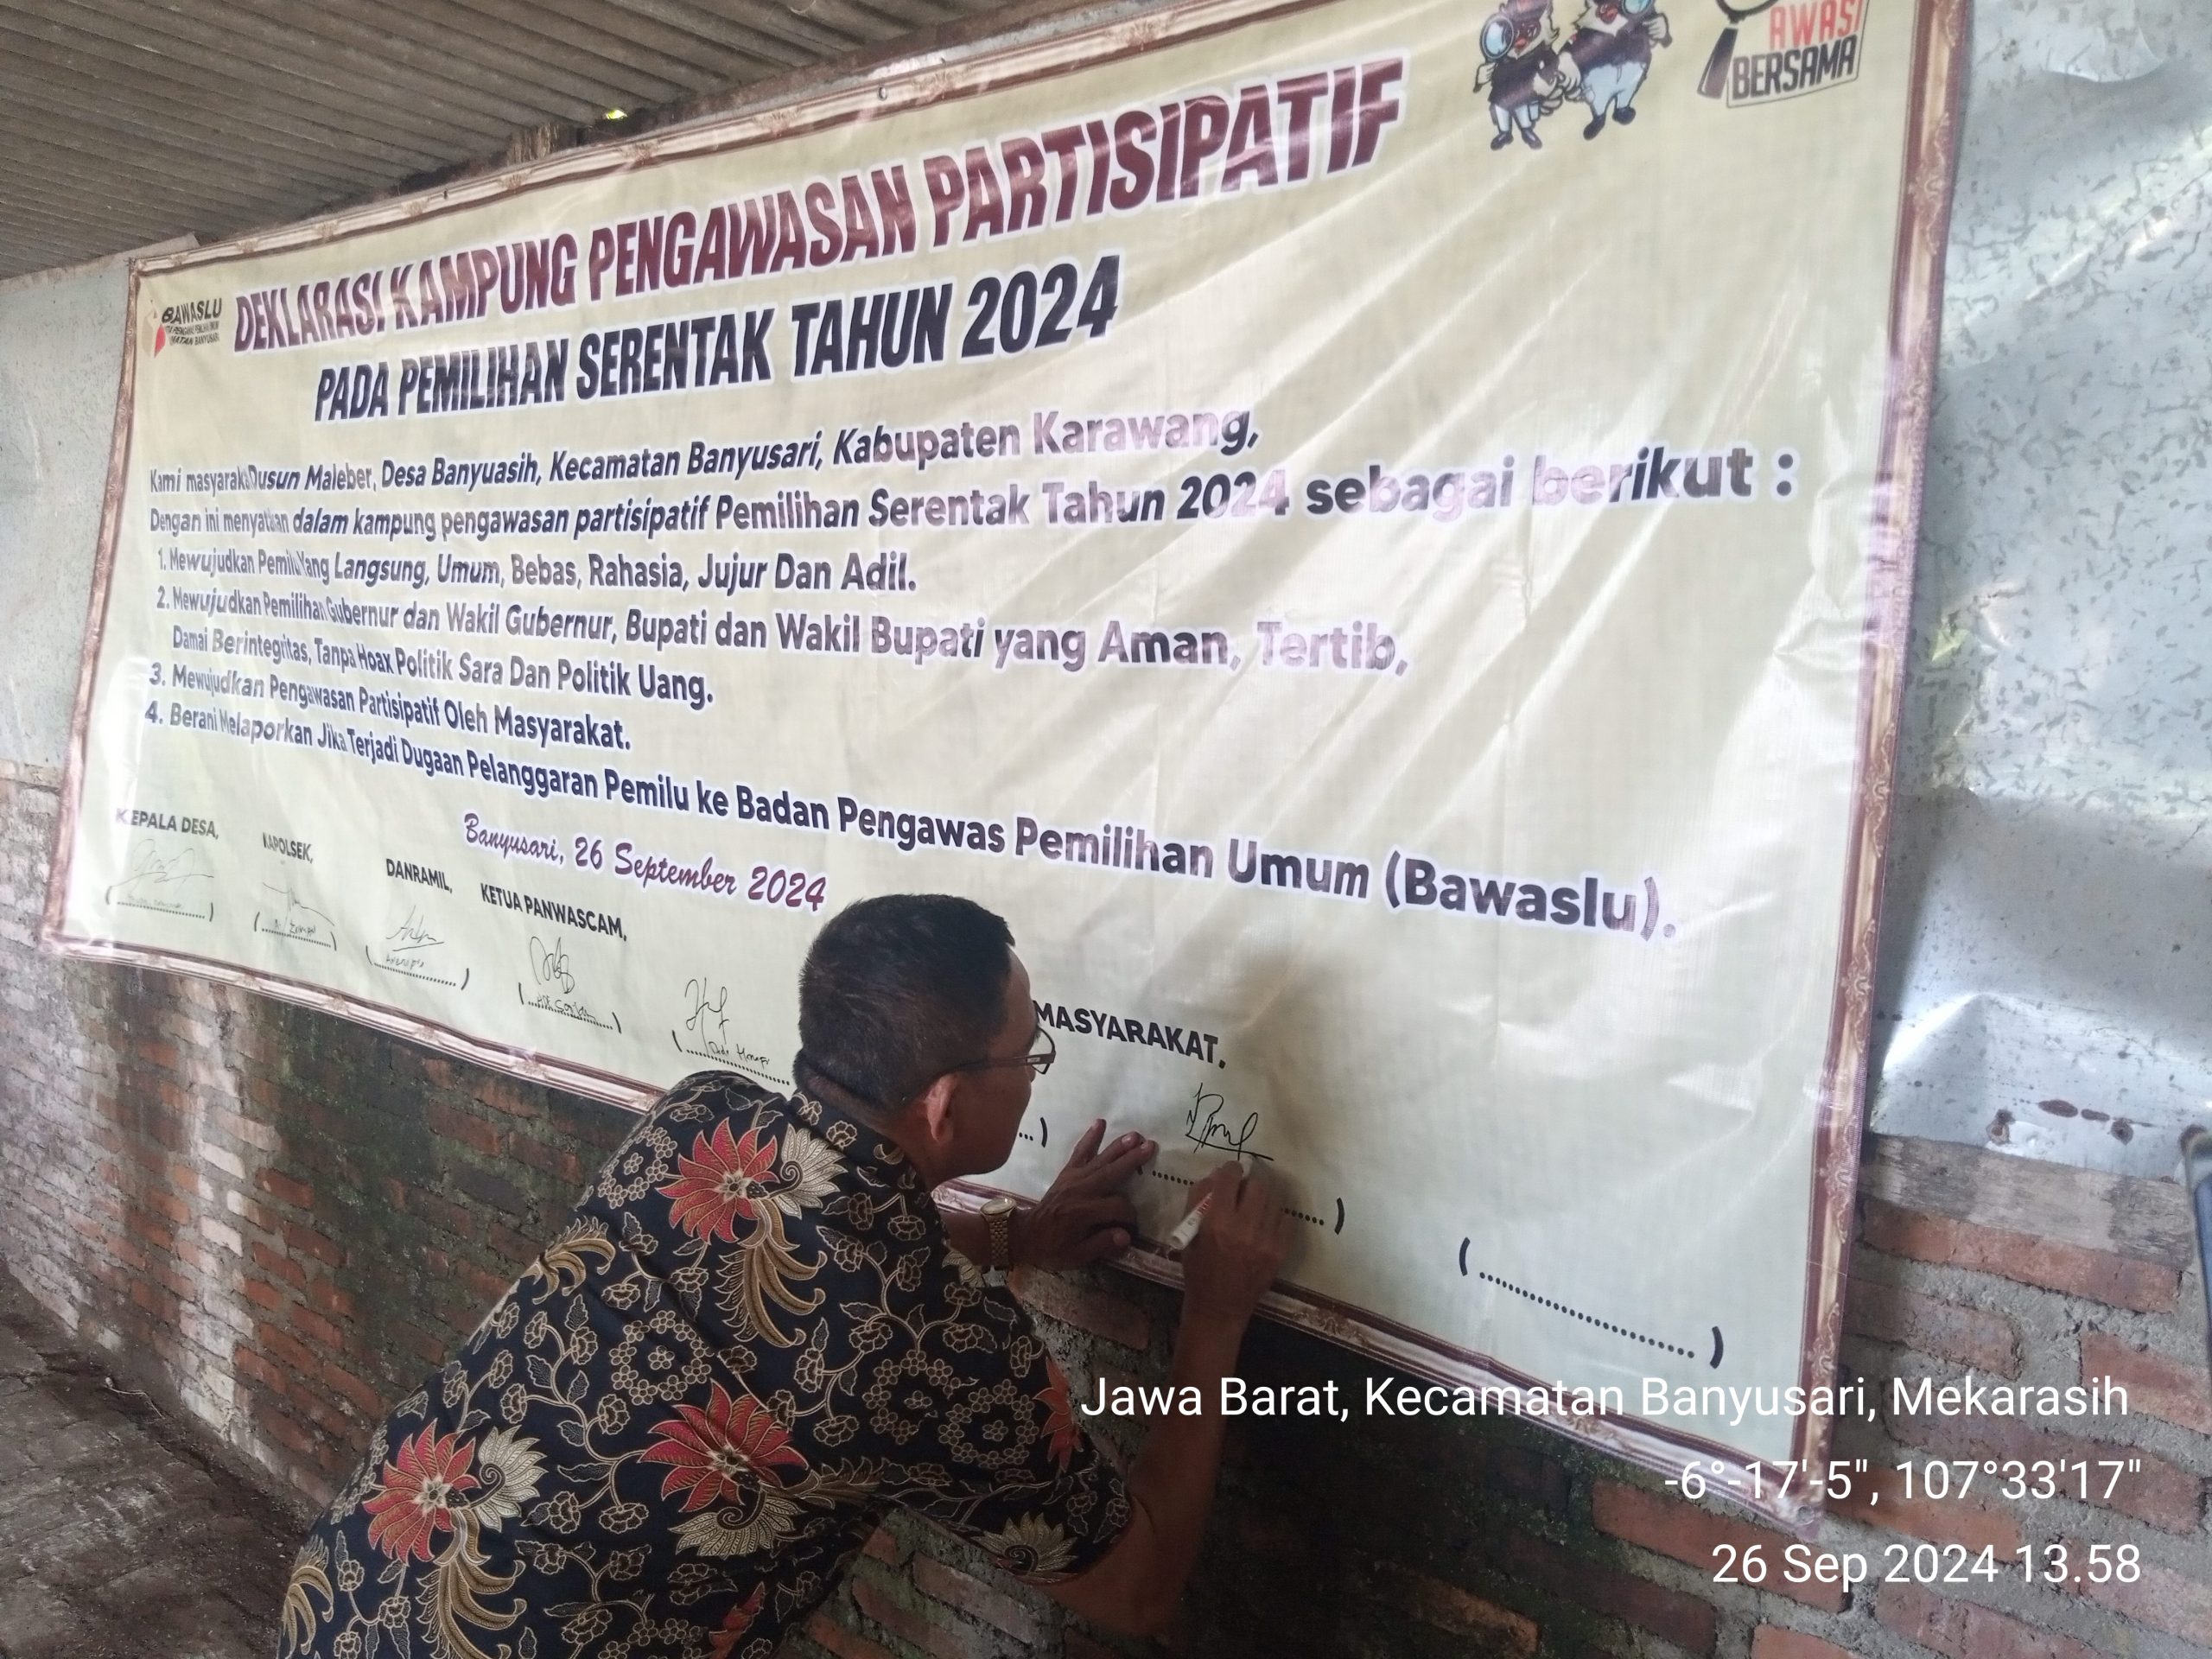 AWASI
BERSAMA
BAWASLU
DEKLARASI KAMPUNG PENGAWASAN PARTISIPATIF
PADA PEMILIHAN SERENTAK TAHUN 2024
Kami masyarakDusun Maleber, Desa Banyuasih, Kecamatan Banyusari, Kabupaten Karawang,
Dengan ini menyatakan dalam kampung pengawasan partisipatif Pemilihan Serentak Tahun 2024 sebagai berikut :
1. Mewujudkan Pemilu Yang Langsung, Umum, Bebas, Rahasia, Jujur Dan Adil.
2. Mewujudkan Pemilihan Gubernur dan Wakil Gubernur, Bupati dan Wakil Bupati yang Aman, Tertib,
Damai Berintegritas, Tanpa Hoax Politik Sara Dan Politik Uang.
3. Mewujudkan Pengawasan Partisipatif Oleh Masyarakat.
4. Berani Melaporkan Jika Terjadi Dugaan Pelanggaran Pemilu ke Badan Pengawas Pemilihan Umum (Bawaslu).
Banyusari, 26 September 2024
KEPALA DESA,
KAPOLSEK,
DANRAMIL,
KETUA PANWASCAM,
MASYARAKAT,
Jawa Barat, Kecamatan Banyusari, Mekarasih
-6°-17'-5", 107°33'17"
26 Sep 2024 13.58